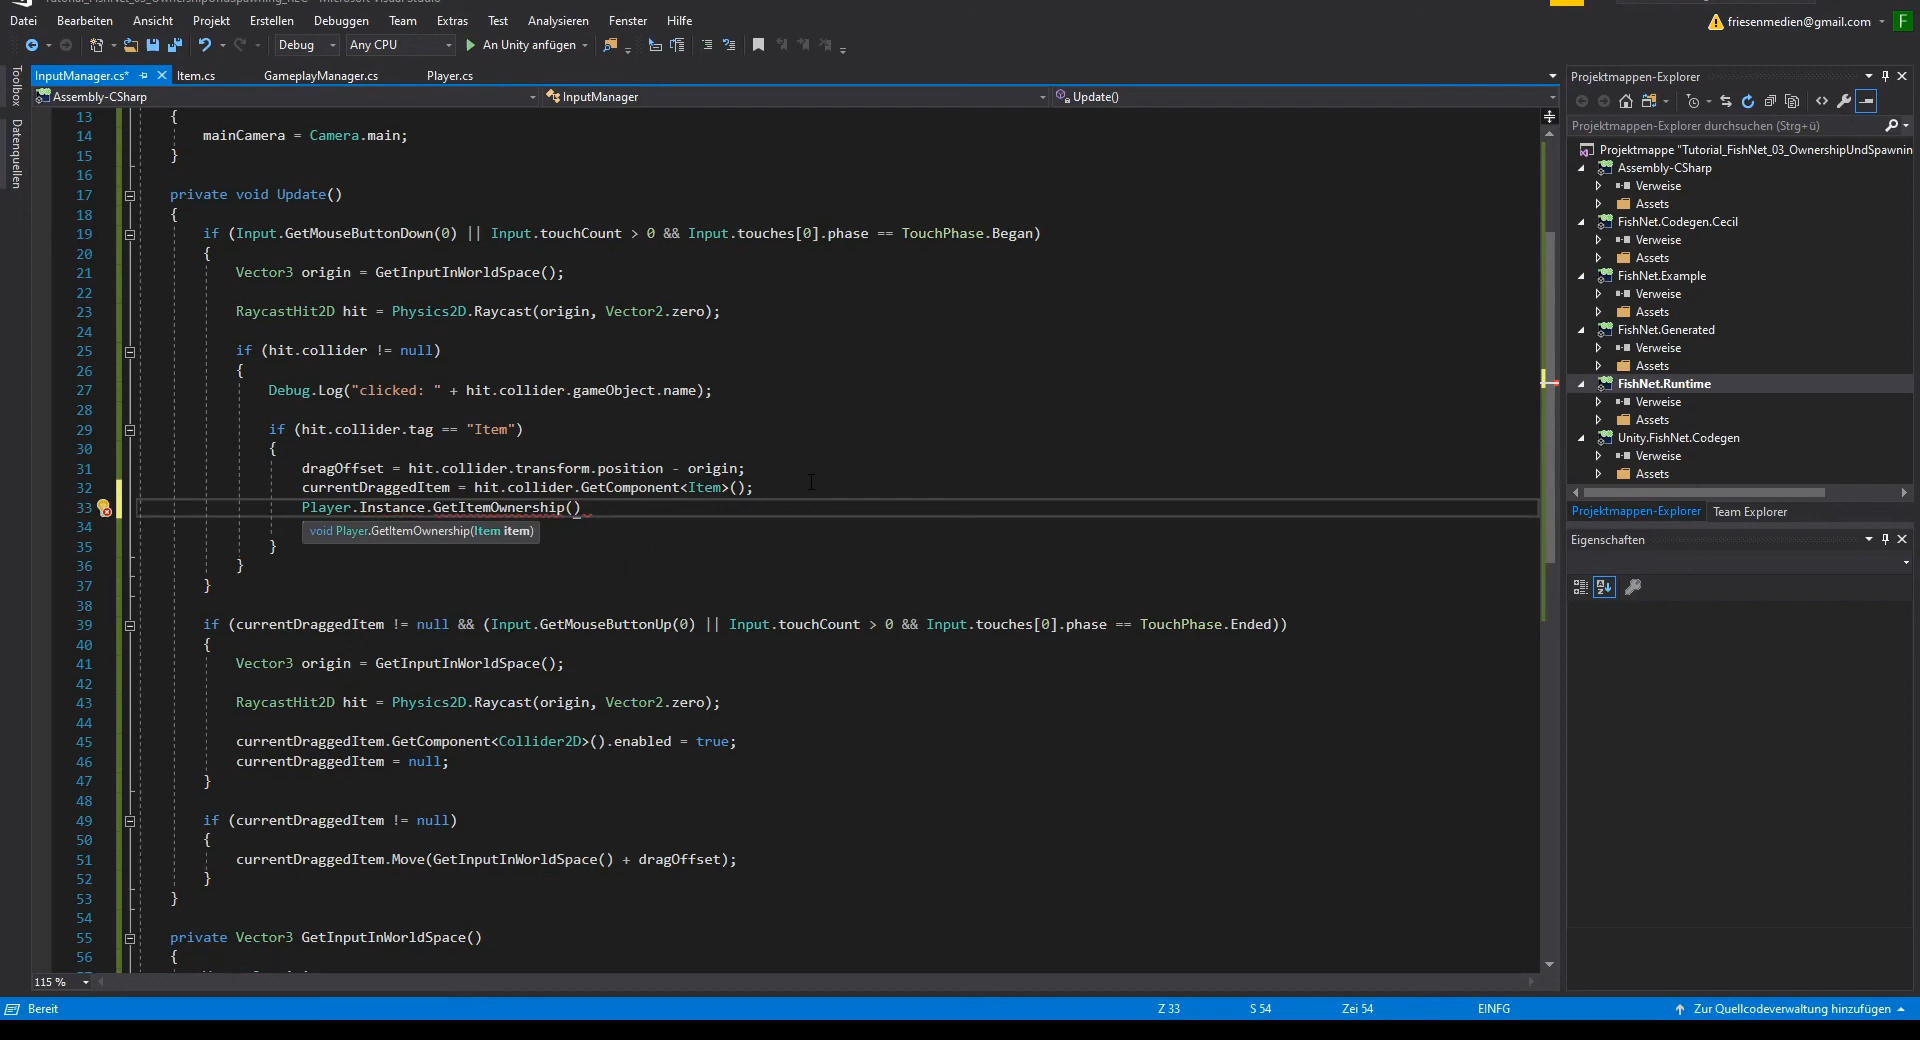 Datei Bearbeiten Ansicht Projekt Erstellen Debuggen Team Extras Test Analysieren Fenster Hilfe
friesenmedien@gmail.com F
Debug Any CPU An Unity anfügen
InputManager.cs* Item.cs GameplayManager.cs Player.cs
Assembly-CSharp InputManager Update()
Toolbox
Datenquellen
13 {
14 mainCamera = Camera.main;
15 }
16
17 private void Update()
18 {
19 if (Input.GetMouseButtonDown(0) || Input.touchCount > 0 && Input.touches[0].phase == TouchPhase.Began)
20 {
21 Vector3 origin = GetInputInWorldSpace();
22
23 RaycastHit2D hit = Physics2D.Raycast(origin, Vector2.zero);
24
25 if (hit.collider != null)
26 {
27 Debug.Log("clicked: " + hit.collider.gameObject.name);
28
29 if (hit.collider.tag == "Item")
30 {
31 dragOffset = hit.collider.transform.position - origin;
32 currentDraggedItem = hit.collider.GetComponent<Item>();
33 Player.Instance.GetItemOwnership()
34 void Player.GetItemOwnership(Item item)
35 }
36 }
37 }
38
39 if (currentDraggedItem != null && (Input.GetMouseButtonUp(0) || Input.touchCount > 0 && Input.touches[0].phase == TouchPhase.Ended))
40 {
41 Vector3 origin = GetInputInWorldSpace();
42
43 RaycastHit2D hit = Physics2D.Raycast(origin, Vector2.zero);
44
45 currentDraggedItem.GetComponent<Collider2D>().enabled = true;
46 currentDraggedItem = null;
47 }
48
49 if (currentDraggedItem != null)
50 {
51 currentDraggedItem.Move(GetInputInWorldSpace() + dragOffset);
52 }
53 }
54
55 private Vector3 GetInputInWorldSpace()
56 {
115 %
Projektmappen-Explorer
Projektmappen-Explorer durchsuchen (Strg+ü)
Projektmappe "Tutorial_FishNet_03_OwnershipUndSpawnin
Assembly-CSharp
Verweise
Assets
FishNet.Codegen.Cecil
Verweise
Assets
FishNet.Example
Verweise
Assets
FishNet.Generated
Verweise
Assets
FishNet.Runtime
Verweise
Assets
Unity.FishNet.Codegen
Verweise
Assets
Projektmappen-Explorer Team Explorer
Eigenschaften
Bereit Z 33 S 54 Zei 54 EINFG Zur Quellcodeverwaltung hinzufügen